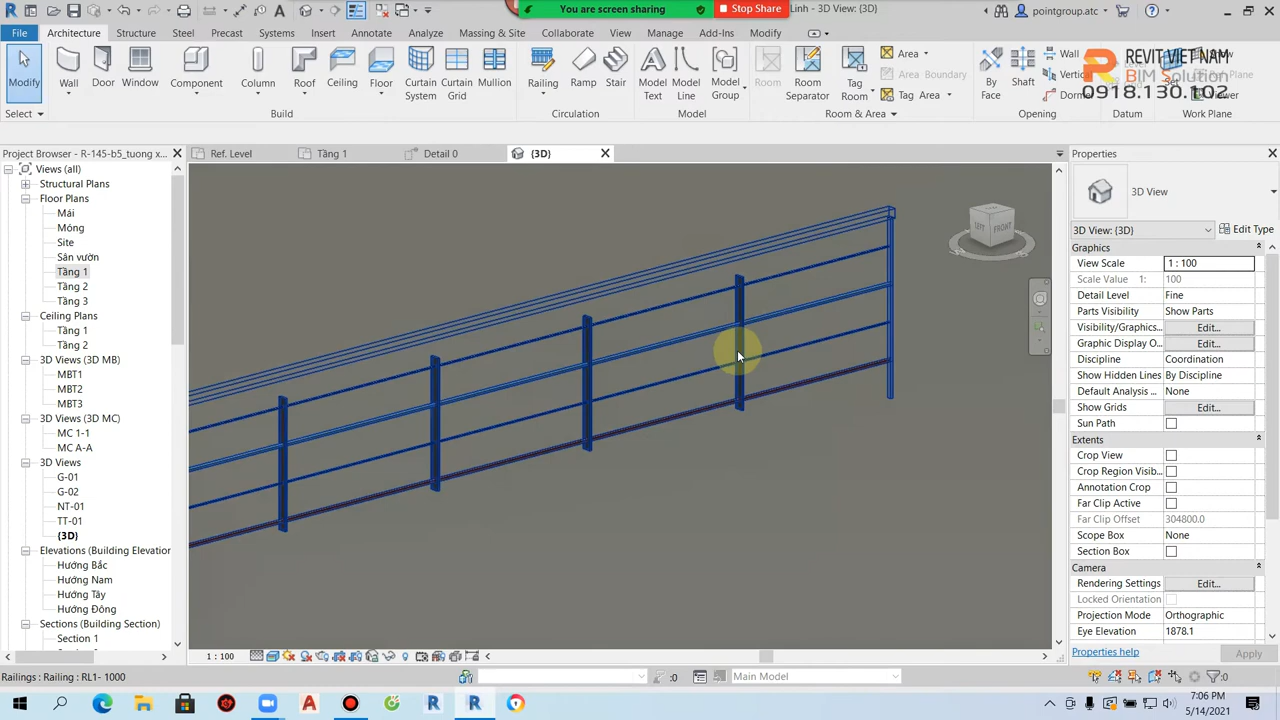 You are screen sharing
Stop Share
Linh - 3D View: {3D}
pointgroup.atc
File
Architecture
Structure
Steel
Precast
Systems
Insert
Annotate
Analyze
Massing & Site
Collaborate
View
Manage
Add-Ins
Modify
Modify
Wall
Door
Window
Component
Column
Roof
Ceiling
Floor
Curtain System
Curtain Grid
Mullion
Railing
Ramp
Stair
Model Text
Model Line
Model Group
Room
Room Separator
Tag Room
Area
Area Boundary
Tag Area
By Face
Shaft
Wall
Vertical
Dormer
REVIT VIETNAM
BIM Solution
0918.130.102
Viewer
Select
Build
Circulation
Model
Room & Area
Opening
Datum
Work Plane
Project Browser - R-145-b5_tuong x...
Ref. Level
Tầng 1
Detail 0
{3D}
Properties
Views (all)
Structural Plans
Floor Plans
Mái
Móng
Site
Sân vườn
Tầng 1
Tầng 2
Tầng 3
Ceiling Plans
Tầng 1
Tầng 2
3D Views (3D MB)
MBT1
MBT2
MBT3
3D Views (3D MC)
MC 1-1
MC A-A
3D Views
G-01
G-02
NT-01
TT-01
{3D}
Elevations (Building Elevation
Hướng Bắc
Hướng Nam
Hướng Tây
Hướng Đông
Sections (Building Section)
Section 1
LEFT
FRONT
3D View
3D View: {3D}
Edit Type
Graphics
View Scale 1 : 100
Scale Value 1: 100
Detail Level Fine
Parts Visibility Show Parts
Visibility/Graphics... Edit...
Graphic Display O... Edit...
Discipline Coordination
Show Hidden Lines By Discipline
Default Analysis ... None
Show Grids Edit...
Sun Path
Extents
Crop View
Crop Region Visib...
Annotation Crop
Far Clip Active
Far Clip Offset 304800.0
Scope Box None
Section Box
Camera
Rendering Settings Edit...
Locked Orientation
Projection Mode Orthographic
Eye Elevation 1878.1
Properties help
Apply
1 : 100
Railings : Railing : RL1- 1000
:0
Main Model
:0
7:06 PM
5/14/2021